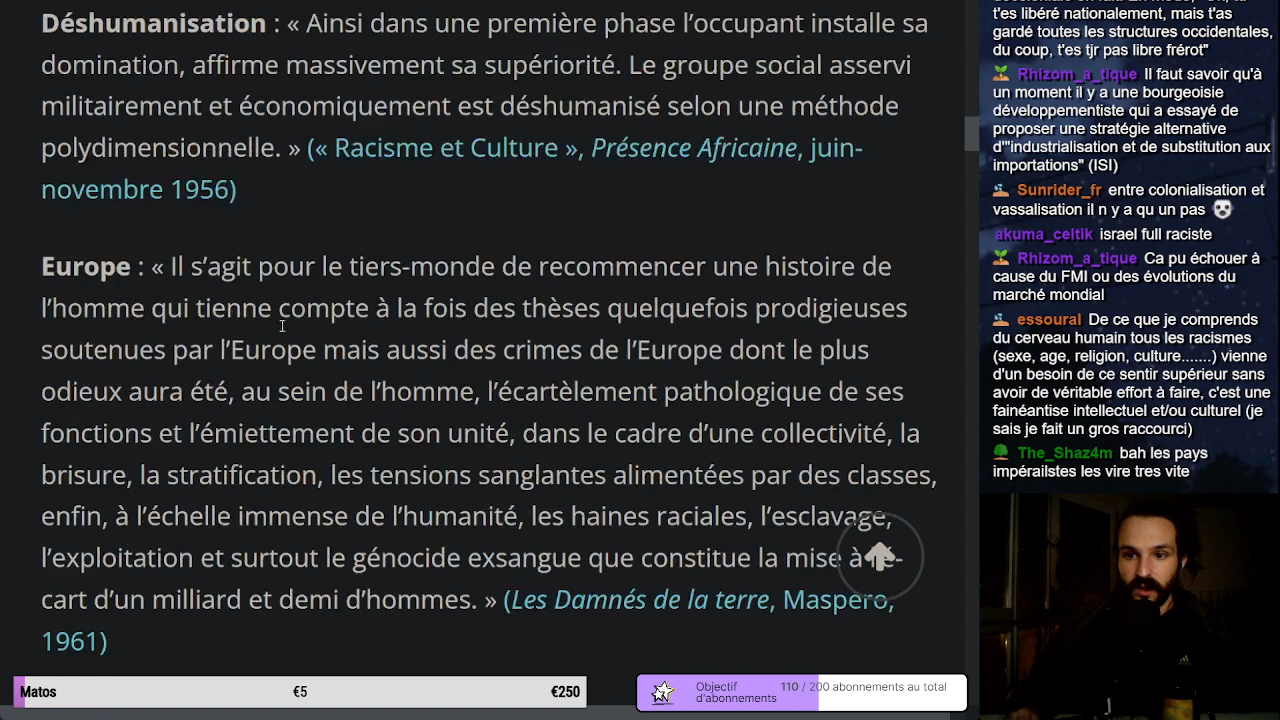 Déshumanisation : « Ainsi dans une première phase l’occupant installe sa
domination, affirme massivement sa supériorité. Le groupe social asservi
militairement et économiquement est déshumanisé selon une méthode
polydimensionnelle. » (« Racisme et Culture », Présence Africaine, juin-
novembre 1956)
Europe : « Il s’agit pour le tiers-monde de recommencer une histoire de
l’homme qui tienne compte à la fois des thèses quelquefois prodigieuses
soutenues par l’Europe mais aussi des crimes de l’Europe dont le plus
odieux aura été, au sein de l’homme, l’écartèlement pathologique de ses
fonctions et l’émiettement de son unité, dans le cadre d’une collectivité, la
brisure, la stratification, les tensions sanglantes alimentées par des classes,
enfin, à l’échelle immense de l’humanité, les haines raciales, l’esclavage,
l’exploitation et surtout le génocide exsangue que constitue la mise à l’é-
cart d’un milliard et demi d’hommes. » (Les Damnés de la terre, Maspero,
1961)
Matos €5 €250
Objectif d'abonnements 110 / 200 abonnements au total
t'es libéré nationalement, mais t'as
gardé toutes les structures occidentales,
du coup, t'es tjr pas libre frérot"
Rhizom_a_tique Il faut savoir qu'à
un moment il y a une bourgeoisie
développementiste qui a essayé de
proposer une stratégie alternative
d'"industrialisation et de substitution aux
importations" (ISI)
Sunrider_fr entre colonialisation et
vassalisation il n y a qu un pas
akuma_celtik israel full raciste
Rhizom_a_tique Ca pu échouer à
cause du FMI ou des évolutions du
marché mondial
essoural De ce que je comprends
du cerveau humain tous les racismes
(sexe, age, religion, culture.......) vienne
d'un besoin de ce sentir supérieur sans
avoir de véritable effort à faire, c'est une
fainéantise intellectuel et/ou culturel (je
sais je fait un gros raccourci)
The_Shaz4m bah les pays
impérailstes les vire tres vite